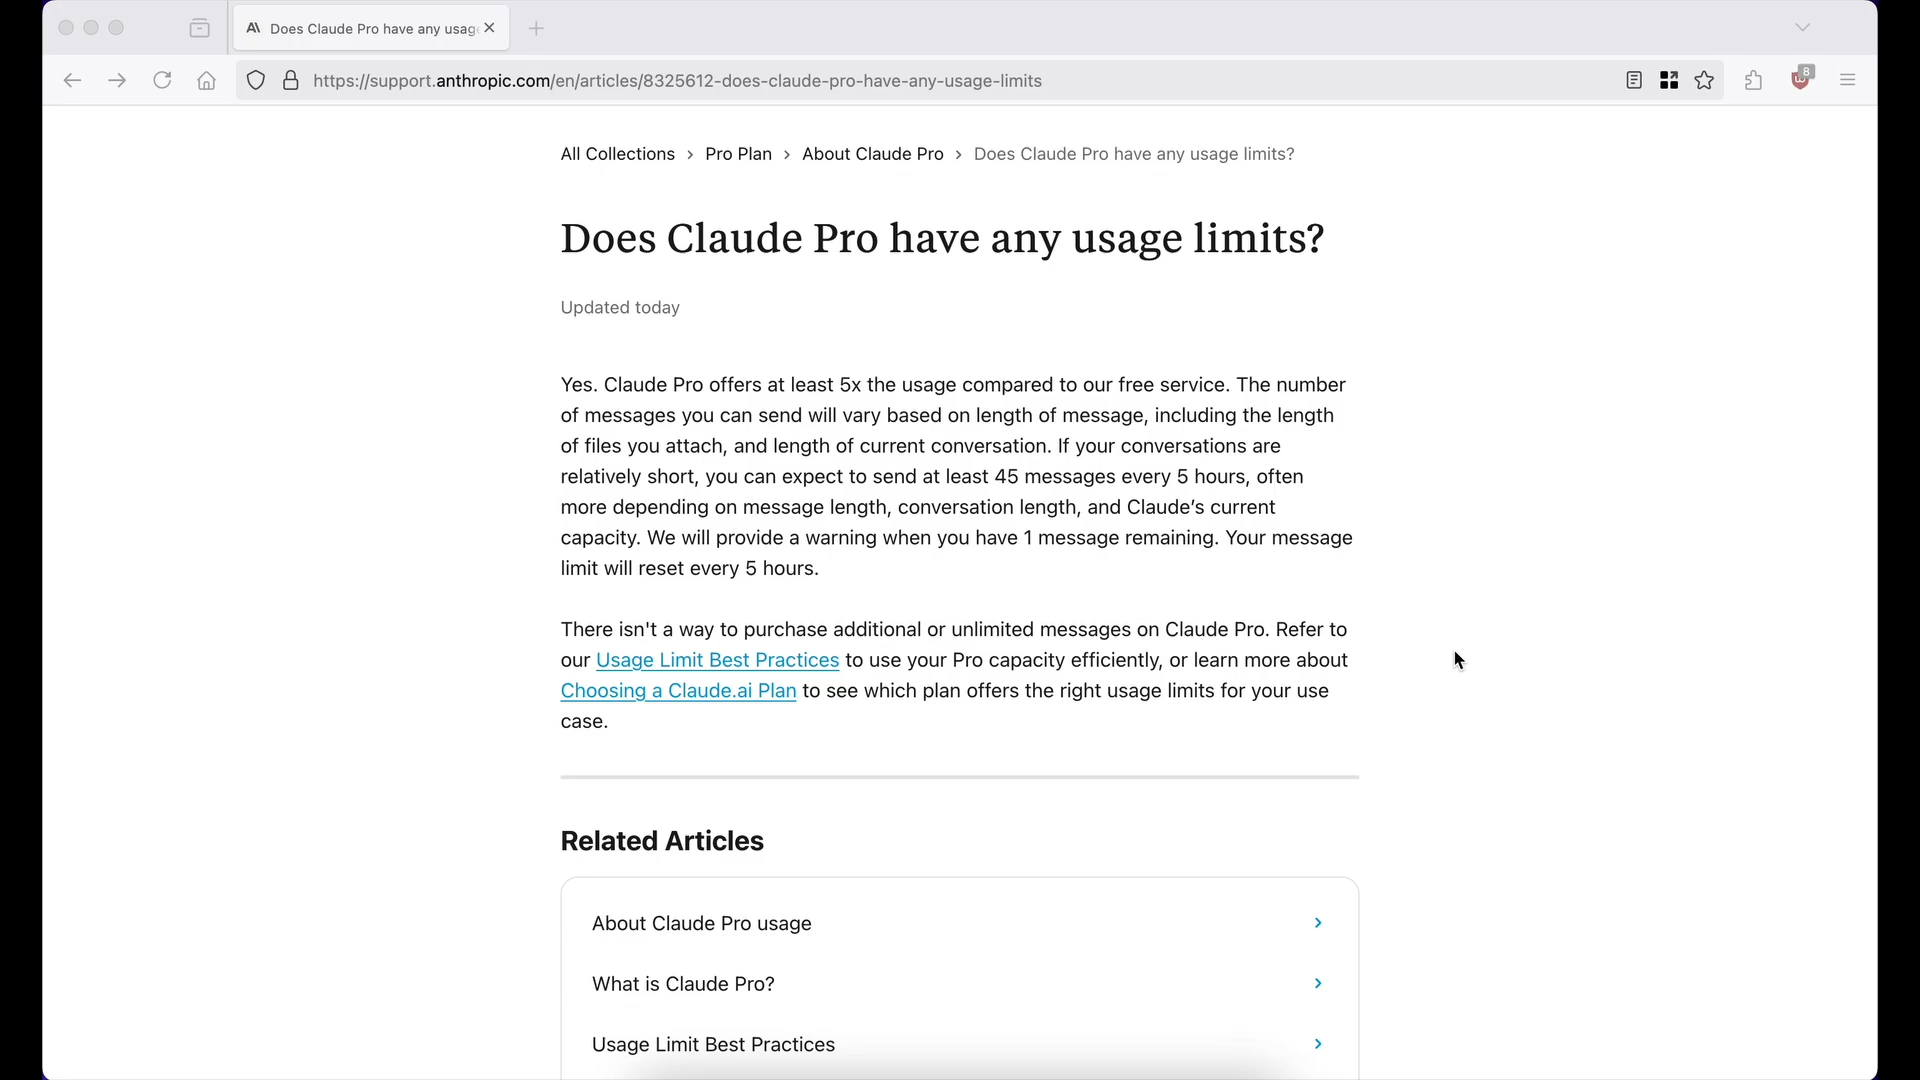 Does Claude Pro have any usag
https://support.anthropic.com/en/articles/8325612-does-claude-pro-have-any-usage-limits
8
All Collections > Pro Plan > About Claude Pro > Does Claude Pro have any usage limits?
Does Claude Pro have any usage limits?
Updated today
Yes. Claude Pro offers at least 5x the usage compared to our free service. The number
of messages you can send will vary based on length of message, including the length
of files you attach, and length of current conversation. If your conversations are
relatively short, you can expect to send at least 45 messages every 5 hours, often
more depending on message length, conversation length, and Claude’s current
capacity. We will provide a warning when you have 1 message remaining. Your message
limit will reset every 5 hours.
There isn't a way to purchase additional or unlimited messages on Claude Pro. Refer to
our Usage Limit Best Practices to use your Pro capacity efficiently, or learn more about
Choosing a Claude.ai Plan to see which plan offers the right usage limits for your use
case.
Related Articles
About Claude Pro usage
What is Claude Pro?
Usage Limit Best Practices